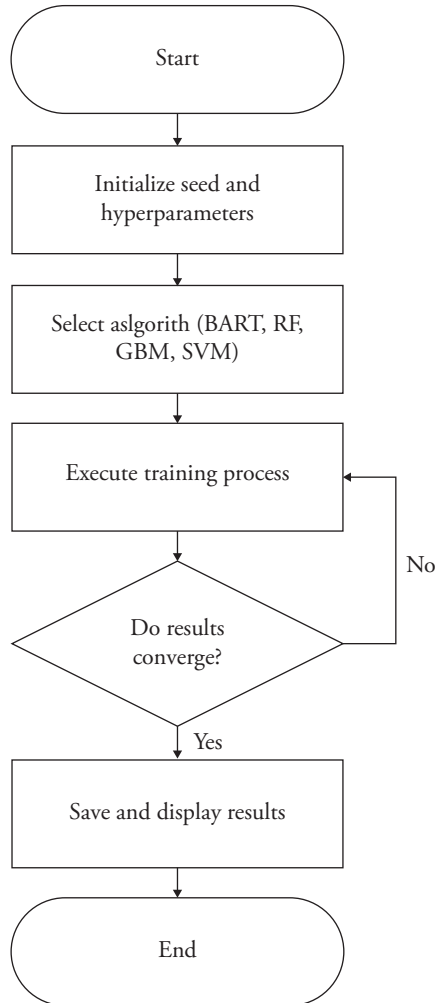 Start
Initialize seed and
hyperparameters
Select aslgorith (BART, RF,
GBM, SVM)
Execute training process
No
Do results
converge?
Yes
Save and display results
End